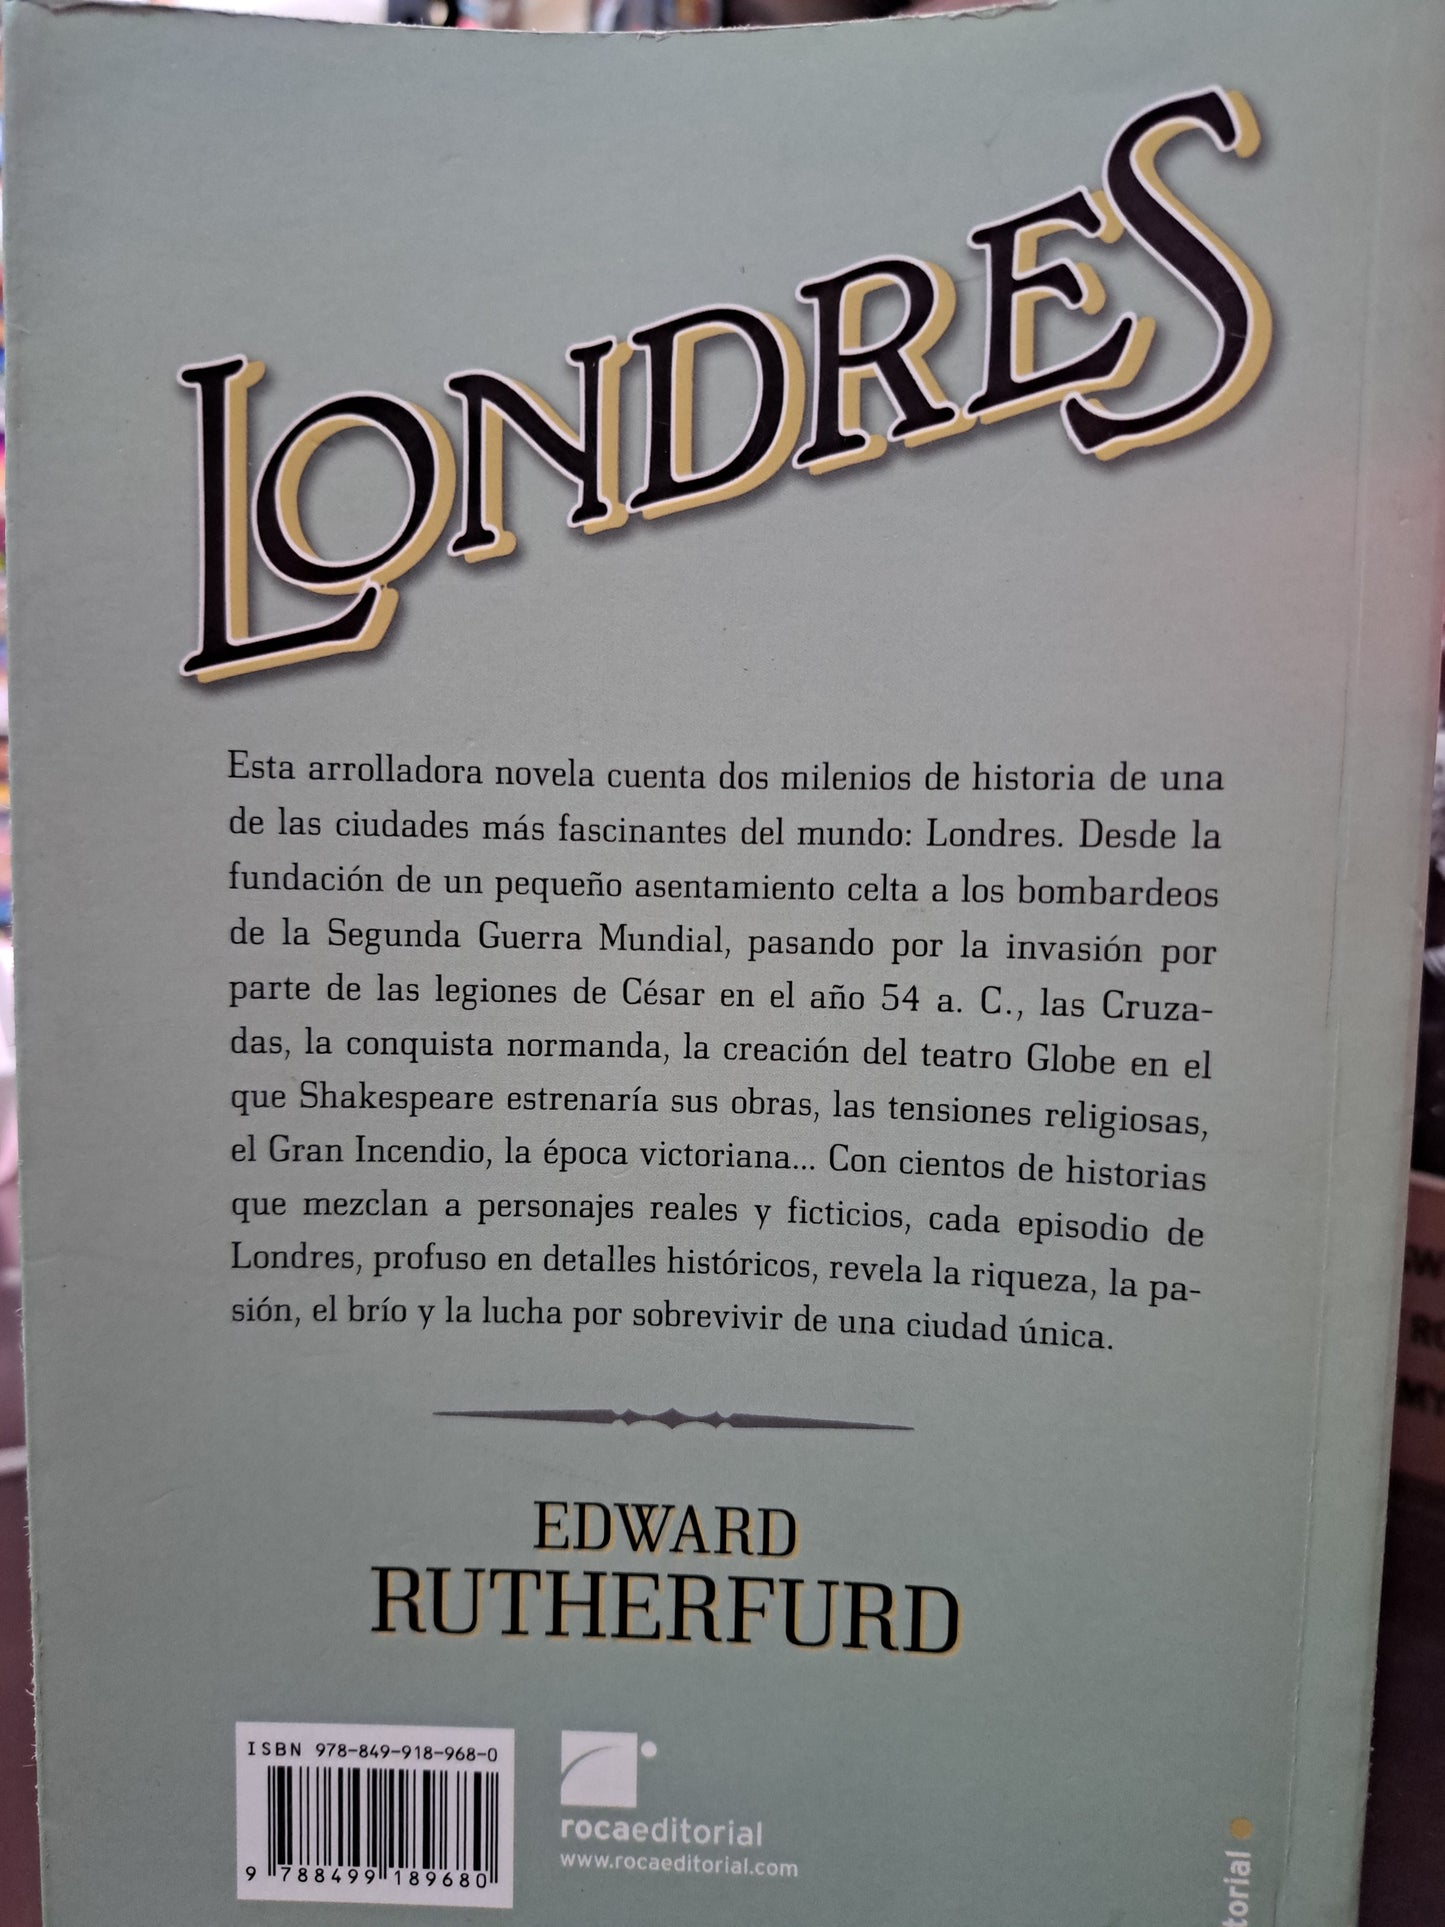 LONDRES
Esta arrolladora novela cuenta dos milenios de historia de una
de las ciudades más fascinantes del mundo: Londres. Desde la
fundación de un pequeño asentamiento celta a los bombardeos
de la Segunda Guerra Mundial, pasando por la invasión por
parte de las legiones de César en el año 54 a. C., las Cruza-
das, la conquista normanda, la creación del teatro Globe en el
que Shakespeare estrenaría sus obras, las tensiones religiosas,
el Gran Incendio, la época victoriana... Con cientos de historias
que mezclan a personajes reales y ficticios, cada episodio de
Londres, profuso en detalles históricos, revela la riqueza, la pa-
sión, el brío y la lucha por sobrevivir de una ciudad única.
EDWARD
RUTHERFURD
ISBN 978-849-918-968-0
9 788499 189680
rocaeditorial
www.rocaeditorial.com
torial